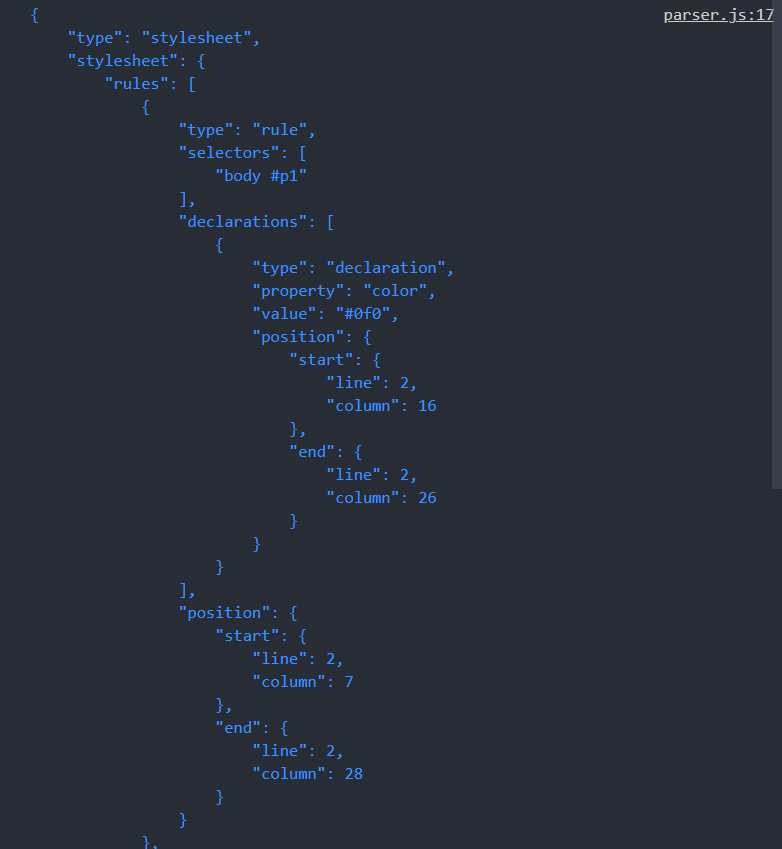 { parser.js:17
"type": "stylesheet",
"stylesheet": {
"rules": [
{
"type": "rule",
"selectors": [
"body #p1"
],
"declarations": [
{
"type": "declaration",
"property": "color",
"value": "#0f0",
"position": {
"start": {
"line": 2,
"column": 16
},
"end": {
"line": 2,
"column": 26
}
}
}
],
"position": {
"start": {
"line": 2,
"column": 7
},
"end": {
"line": 2,
"column": 28
}
}
},